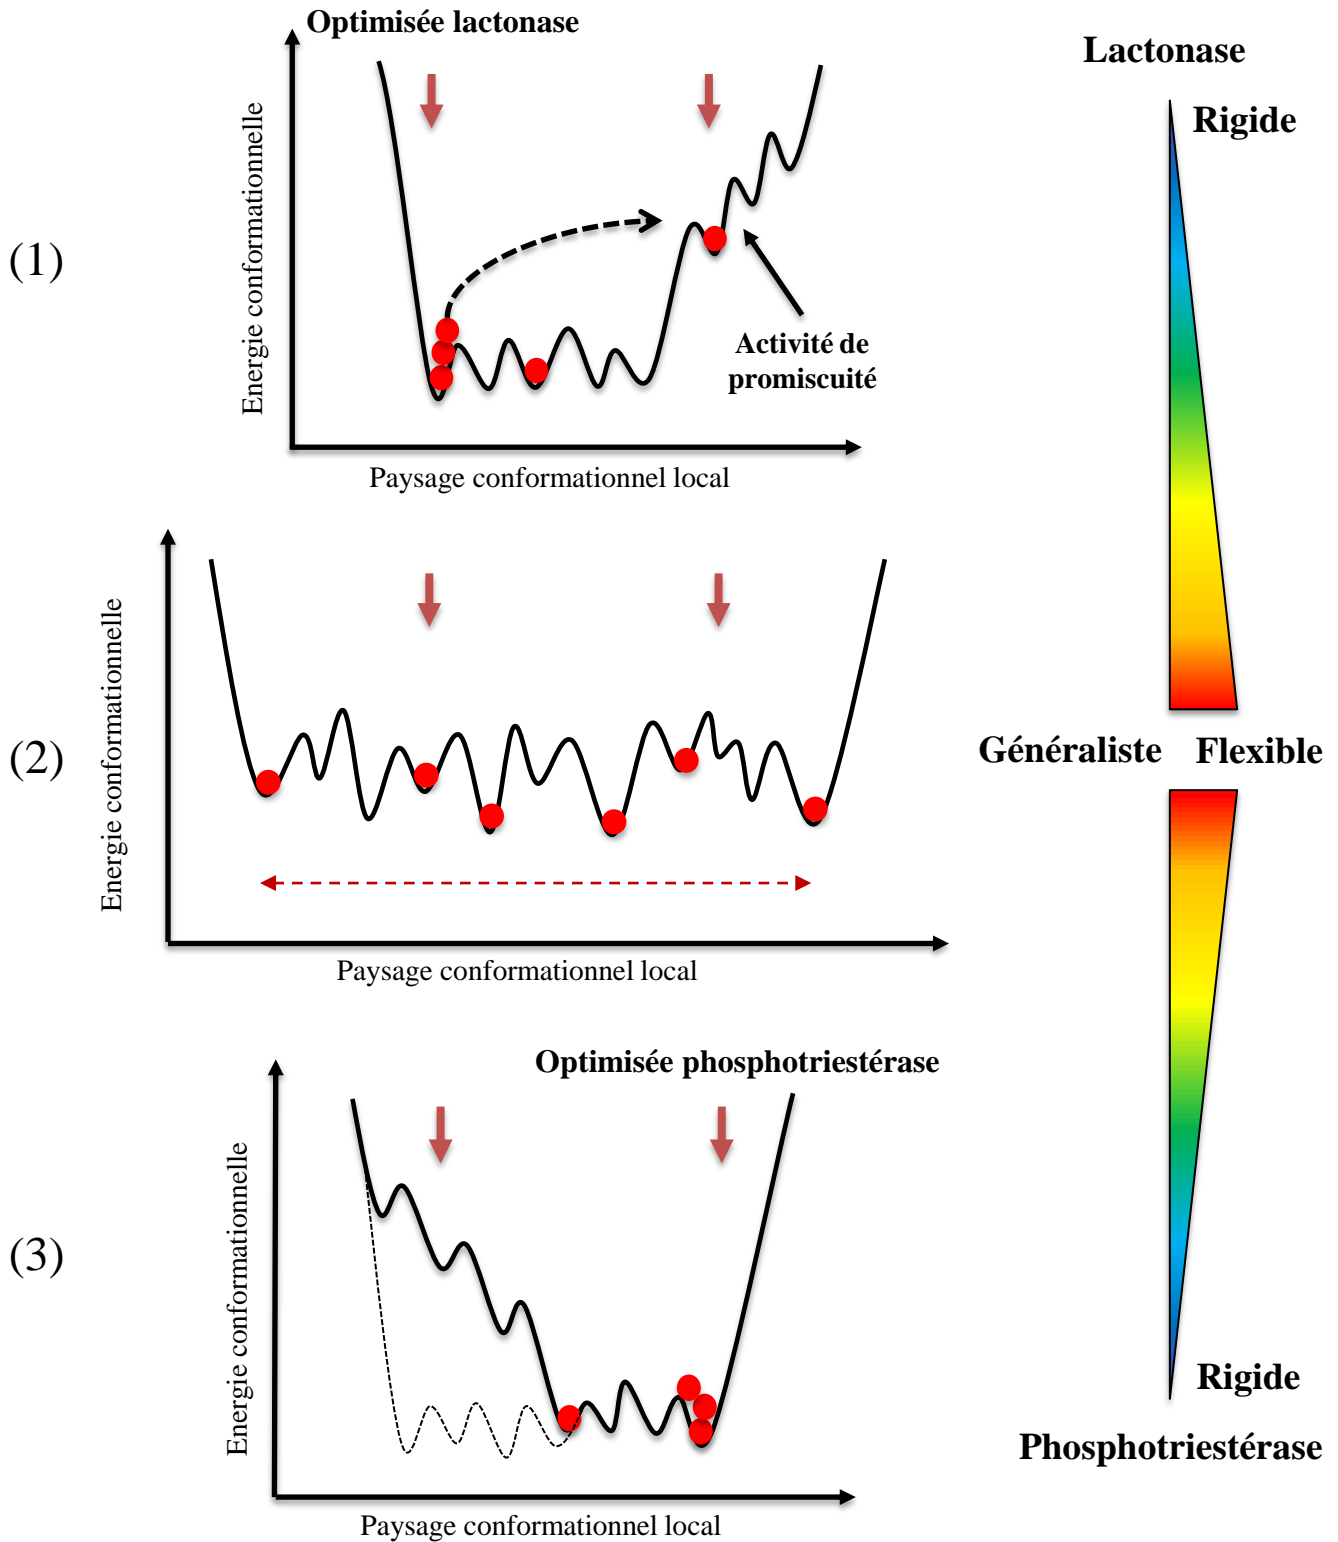 Optimisée lactonase
Lactonase
Rigide
Energie conformationnelle
(1)
Activité de
promiscuité
Paysage conformationnel local
Energie conformationnelle
(2)
Généraliste
Flexible
Paysage conformationnel local
Optimisée phosphotriestérase
Energie conformationnelle
(3)
Rigide
Phosphotriestérase
Paysage conformationnel local